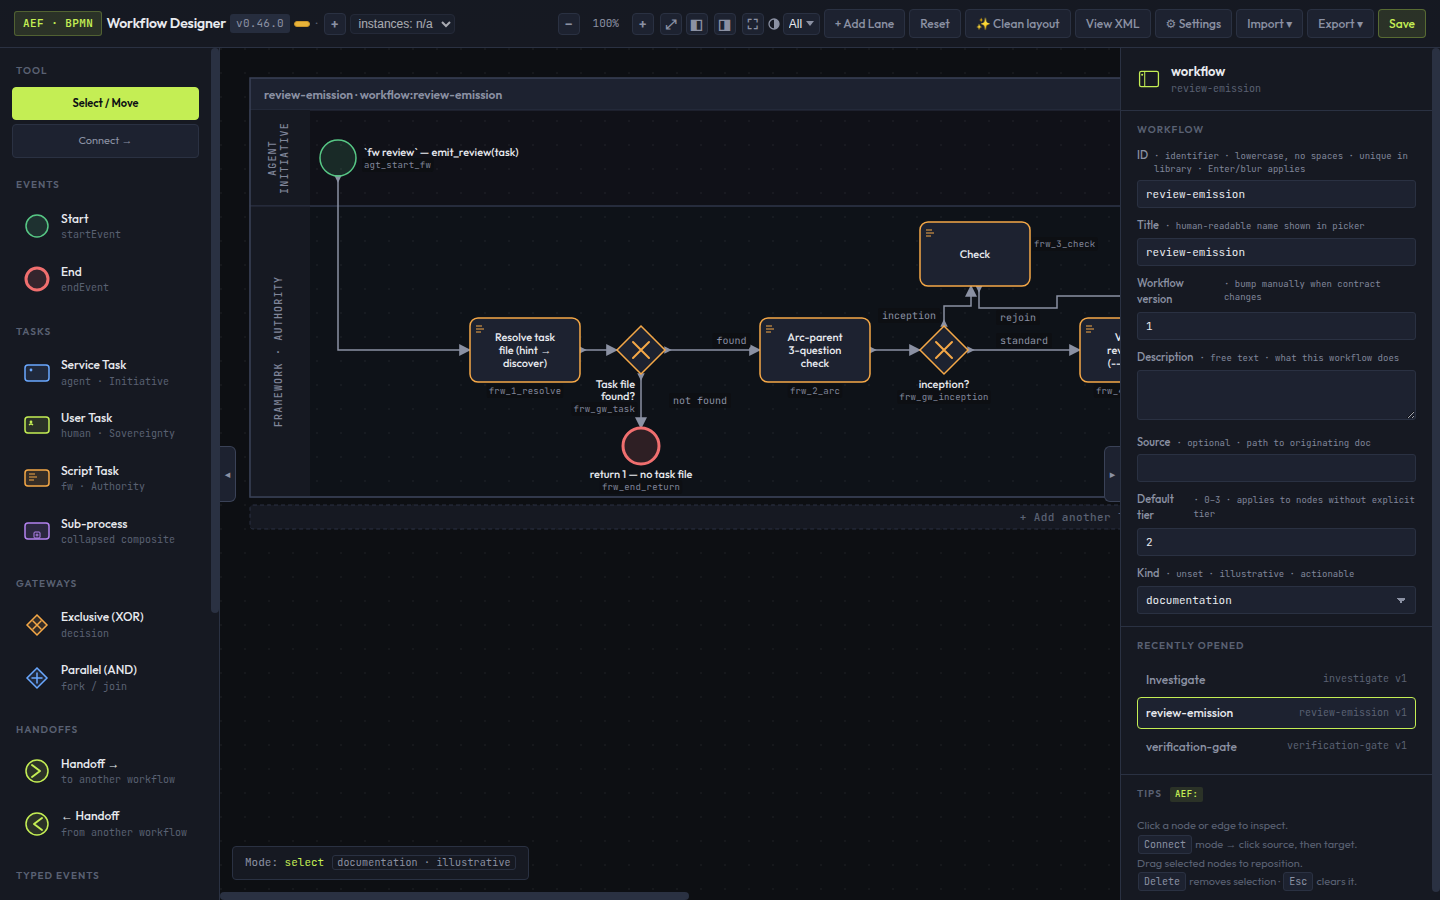 AEF · BPMN Workflow Designer v0.46.0 · + instances: n/a − 100% + All + Add Lane Reset ✨ Clean layout View XML ⚙ Settings Import ▾ Export ▾ Save
TOOL
Select / Move
Connect →
EVENTS
Start
startEvent
End
endEvent
TASKS
Service Task
agent · Initiative
User Task
human · Sovereignty
Script Task
fw · Authority
Sub-process
collapsed composite
GATEWAYS
Exclusive (XOR)
decision
Parallel (AND)
fork / join
HANDOFFS
Handoff →
to another workflow
← Handoff
from another workflow
TYPED EVENTS
review-emission · workflow:review-emission
AGENT
INITIATIVE
`fw review` — emit_review(task)
agt_start_fw
FRAMEWORK · AUTHORITY
Check
frw_3_check
inception
rejoin
Resolve task
file (hint →
discover)
frw_1_resolve
found
Task file
found?
frw_gw_task
not found
Arc-parent
3-question
check
frw_2_arc
inception?
frw_gw_inception
standard
return 1 — no task file
frw_end_return
+ Add another
Mode: select documentation · illustrative
workflow
review-emission
WORKFLOW
ID · identifier · lowercase, no spaces · unique in
library · Enter/blur applies
review-emission
Title · human-readable name shown in picker
review-emission
Workflow
version
· bump manually when contract
changes
1
Description · free text · what this workflow does
Source · optional · path to originating doc
Default
tier
· 0-3 · applies to nodes without explicit
tier
2
Kind · unset · illustrative · actionable
documentation
RECENTLY OPENED
Investigate investigate v1
review-emission review-emission v1
verification-gate verification-gate v1
TIPS AEF:
Click a node or edge to inspect.
Connect mode → click source, then target.
Drag selected nodes to reposition.
Delete removes selection · Esc clears it.